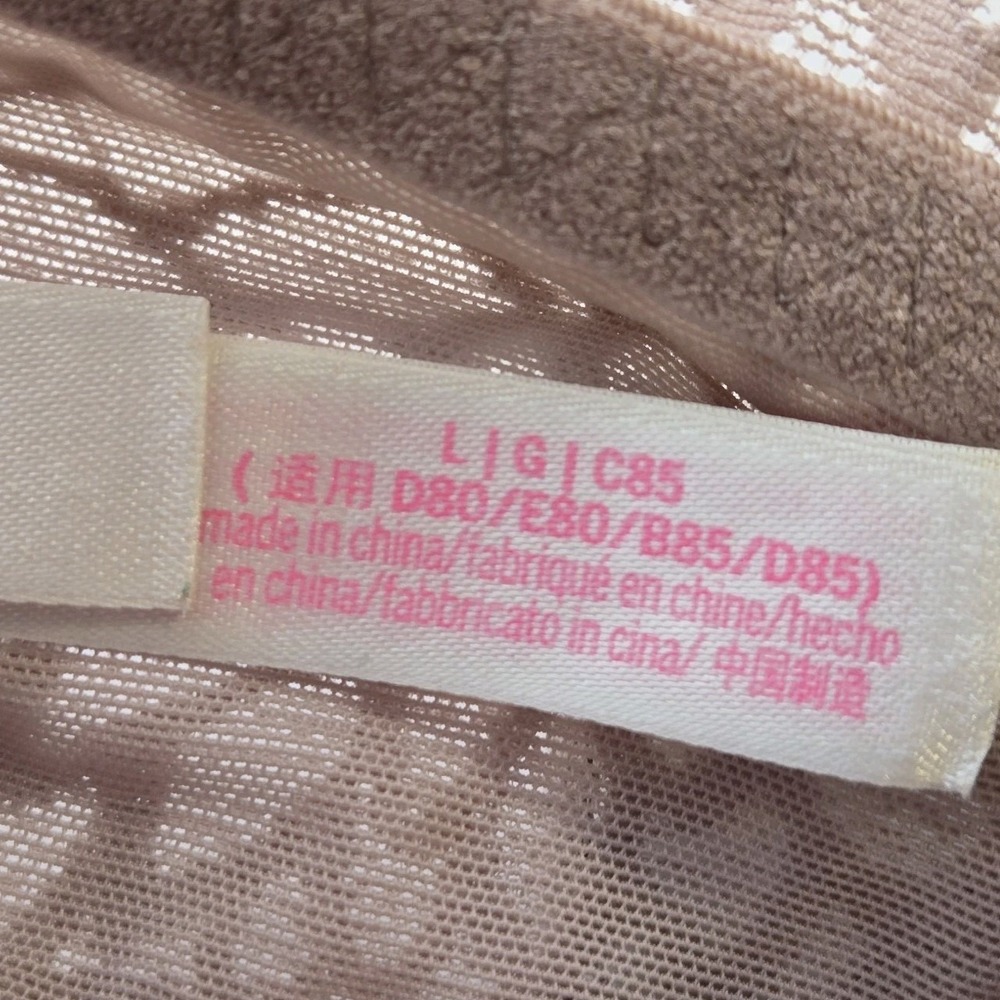 L | G | C85
( 适用 D80/E80/B85/D85)
made in china/fabriqué en chine/hecho
en china/fabbricato in cina/ 中国制造